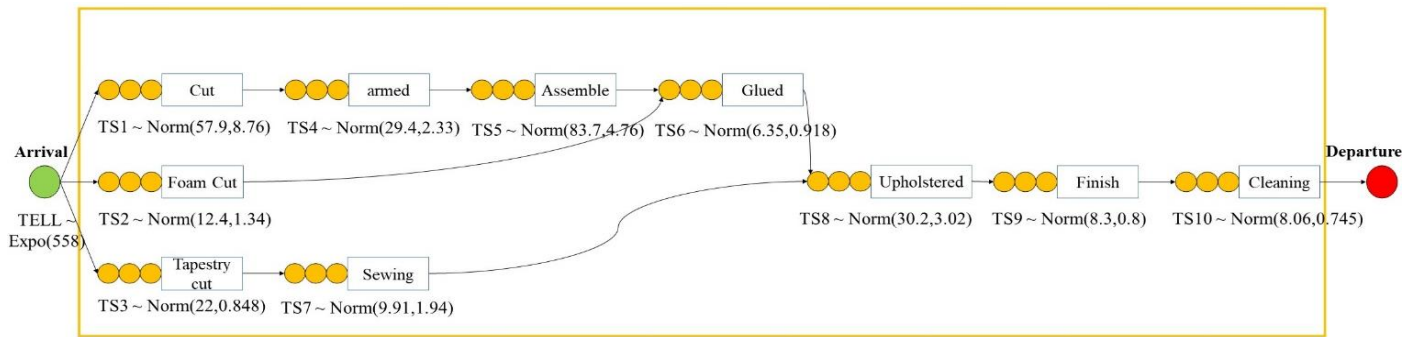 Cut
armed
Assemble
Glued
TS1 ~ Norm(57.9,8.76)
TS4 ~ Norm(29.4,2.33)
TS5 ~ Norm(83.7,4.76)
TS6 ~ Norm(6.35,0.918)
Arrival
Departure
Foam Cut
Upholstered
Finish
Cleaning
TELL ~
Expo(558)
TS2 ~ Norm(12.4,1.34)
TS8 ~ Norm(30.2,3.02)
TS9 ~ Norm(8.3,0.8)
TS10 ~ Norm(8.06,0.745)
Tapestry
cut
Sewing
TS3 ~ Norm(22,0.848)
TS7 ~ Norm(9.91,1.94)